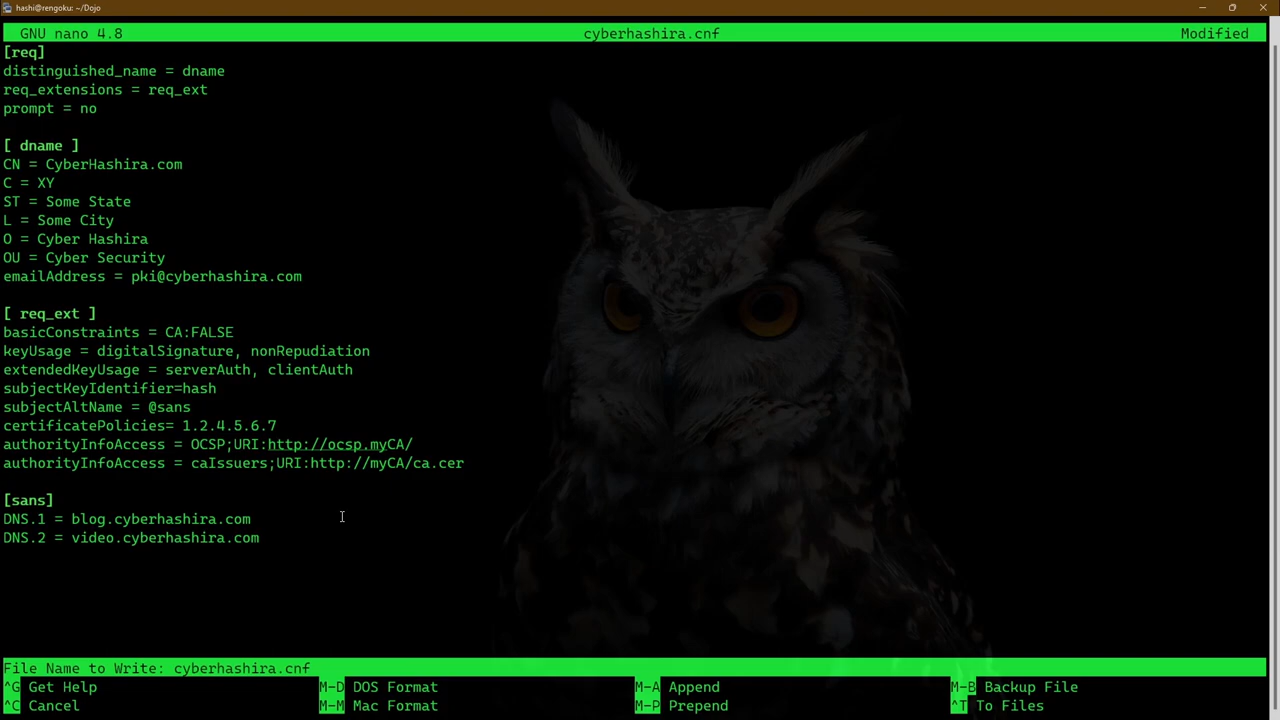 hashi@rengoku: ~/Dojo
GNU nano 4.8 cyberhashira.cnf Modified
[req]
distinguished_name = dname
req_extensions = req_ext
prompt = no
[ dname ]
CN = CyberHashira.com
C = XY
ST = Some State
L = Some City
O = Cyber Hashira
OU = Cyber Security
emailAddress = pki@cyberhashira.com
[ req_ext ]
basicConstraints = CA:FALSE
keyUsage = digitalSignature, nonRepudiation
extendedKeyUsage = serverAuth, clientAuth
subjectKeyIdentifier=hash
subjectAltName = @sans
certificatePolicies= 1.2.4.5.6.7
authorityInfoAccess = OCSP;URI:http://ocsp.myCA/
authorityInfoAccess = caIssuers;URI:http://myCA/ca.cer
[sans]
DNS.1 = blog.cyberhashira.com
DNS.2 = video.cyberhashira.com
File Name to Write: cyberhashira.cnf
^G Get Help M-D DOS Format M-A Append M-B Backup File
^C Cancel M-M Mac Format M-P Prepend ^T To Files